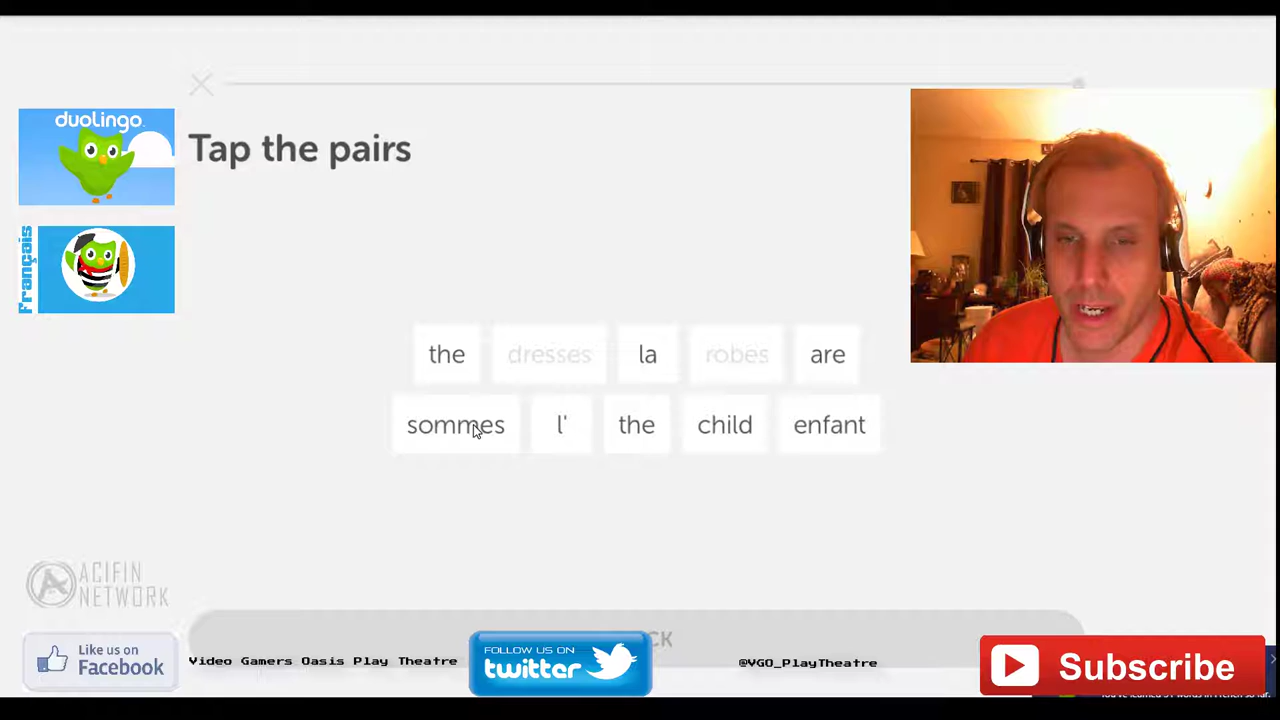 duolingo
Tap the pairs
Français
the dresses la robes are
sommes l' the child enfant
ACIFIN
NETWORK
CK
Like us on
Facebook
Video Gamers Oasis Play Theatre
FOLLOW US ON
twitter
@VGO_PlayTheatre
Subscribe